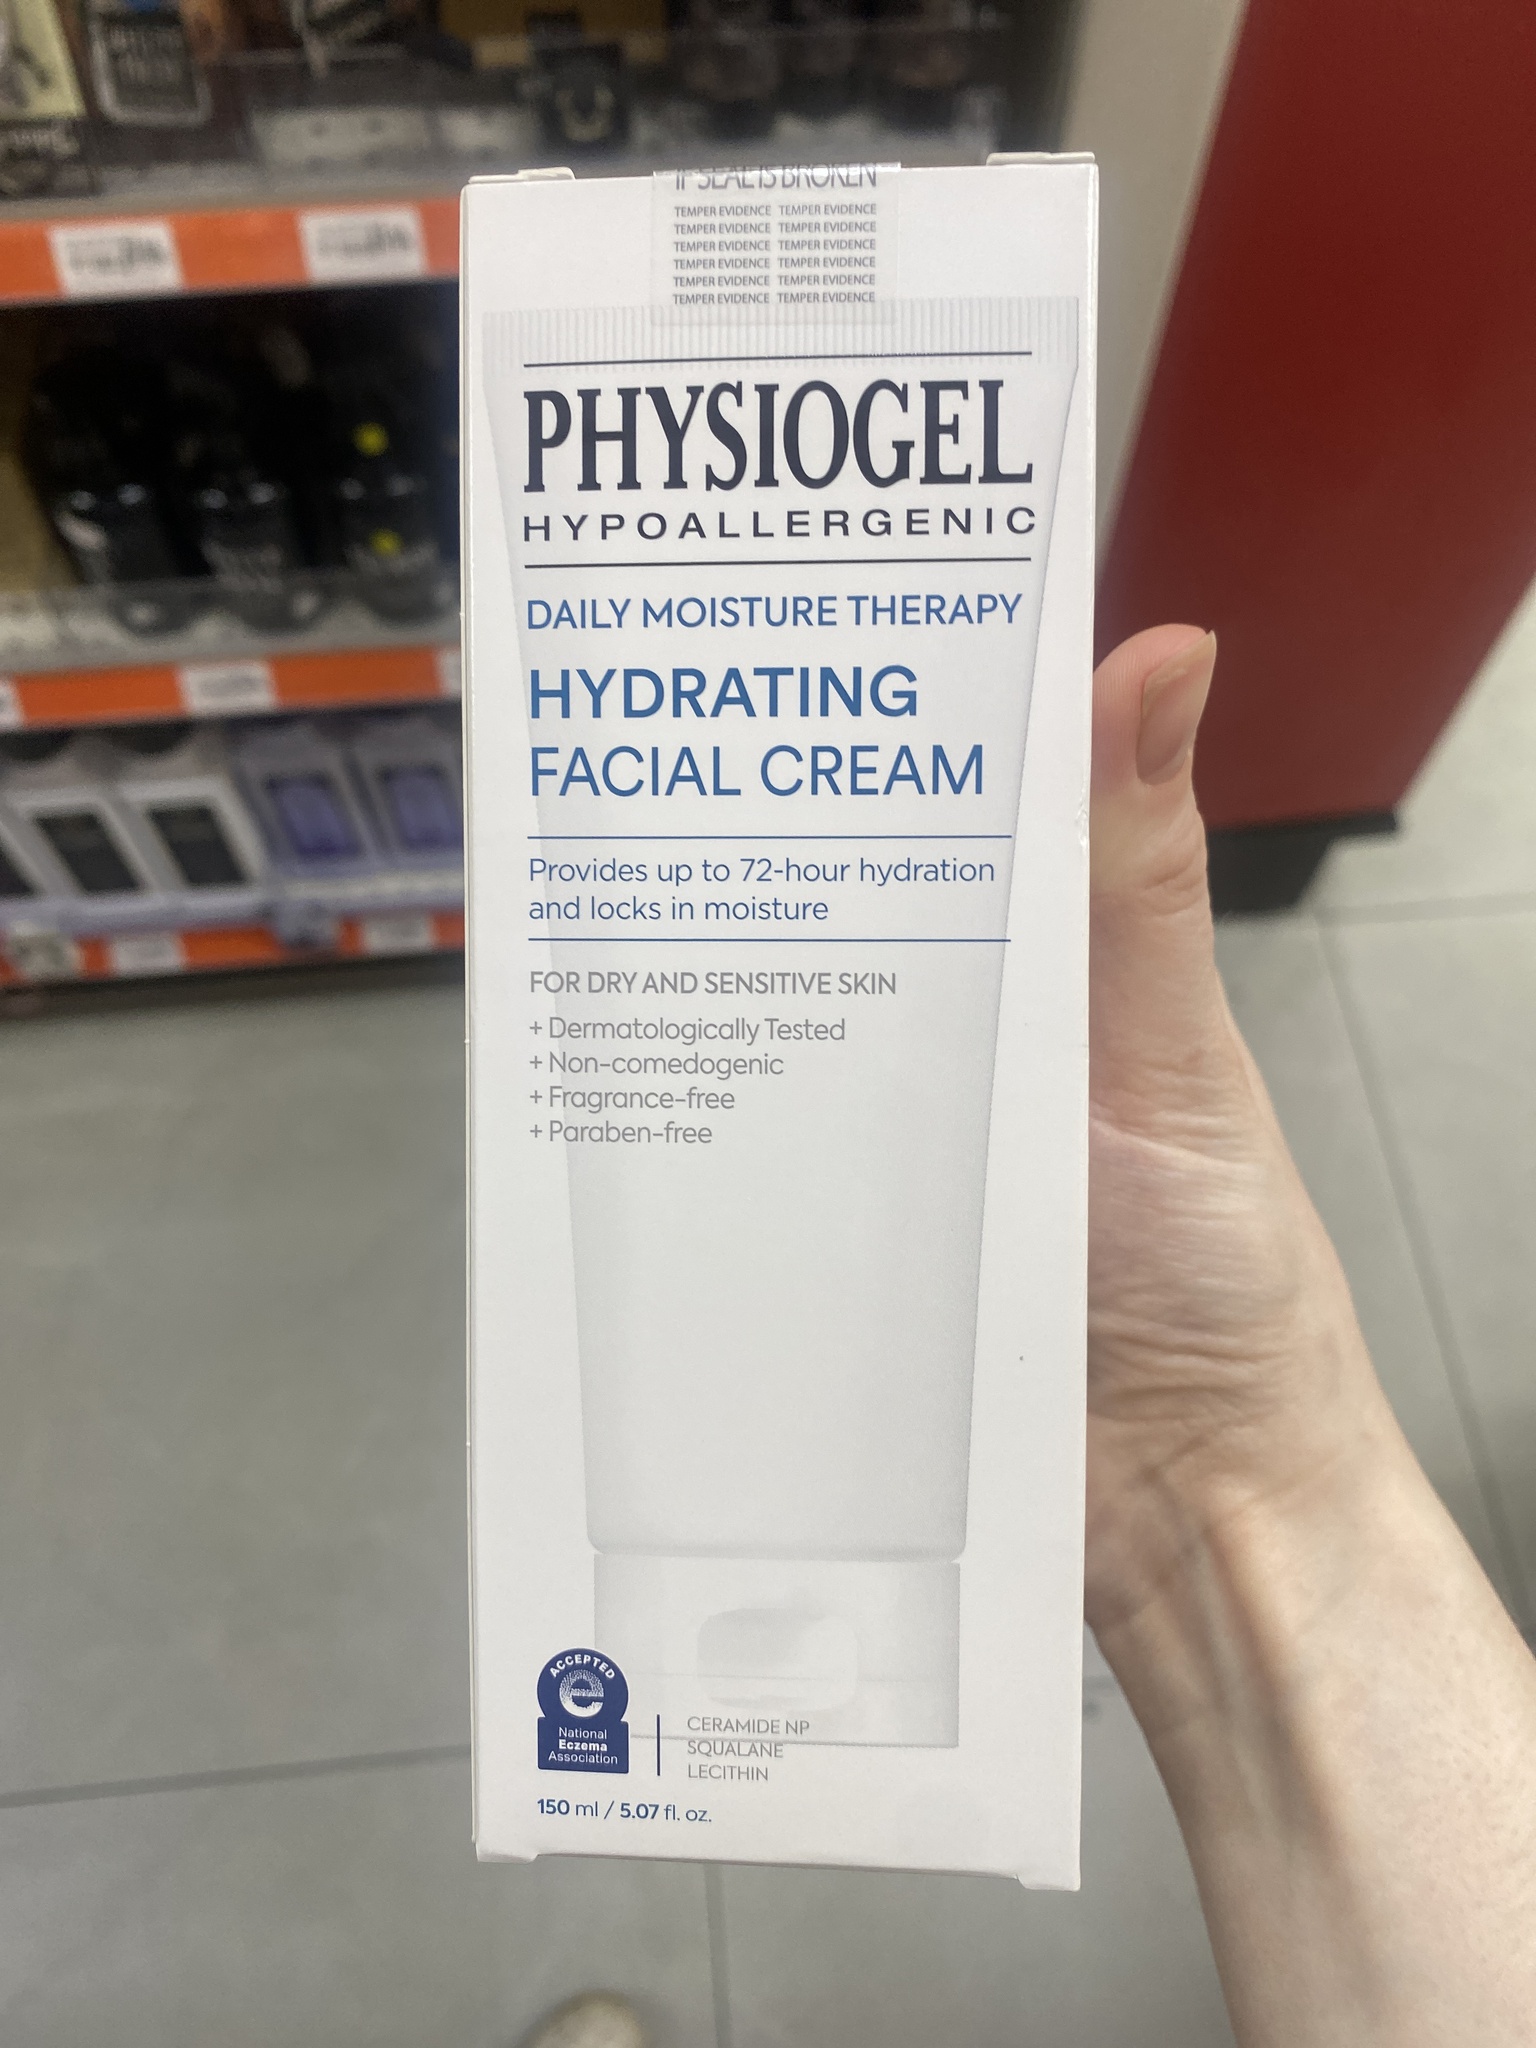 IF SEAL IS BROKEN
TEMPER EVIDENCE TEMPER EVIDENCE
TEMPER EVIDENCE TEMPER EVIDENCE
TEMPER EVIDENCE TEMPER EVIDENCE
TEMPER EVIDENCE TEMPER EVIDENCE
TEMPER EVIDENCE TEMPER EVIDENCE
TEMPER EVIDENCE TEMPER EVIDENCE
PHYSIOGEL
HYPOALLERGENIC
DAILY MOISTURE THERAPY
HYDRATING
FACIAL CREAM
Provides up to 72-hour hydration
and locks in moisture
FOR DRY AND SENSITIVE SKIN
+ Dermatologically Tested
+ Non-comedogenic
+ Fragrance-free
+ Paraben-free
ACCEPTED
e
National
Eczema
Association
CERAMIDE NP
SQUALANE
LECITHIN
150 ml / 5.07 fl. oz.